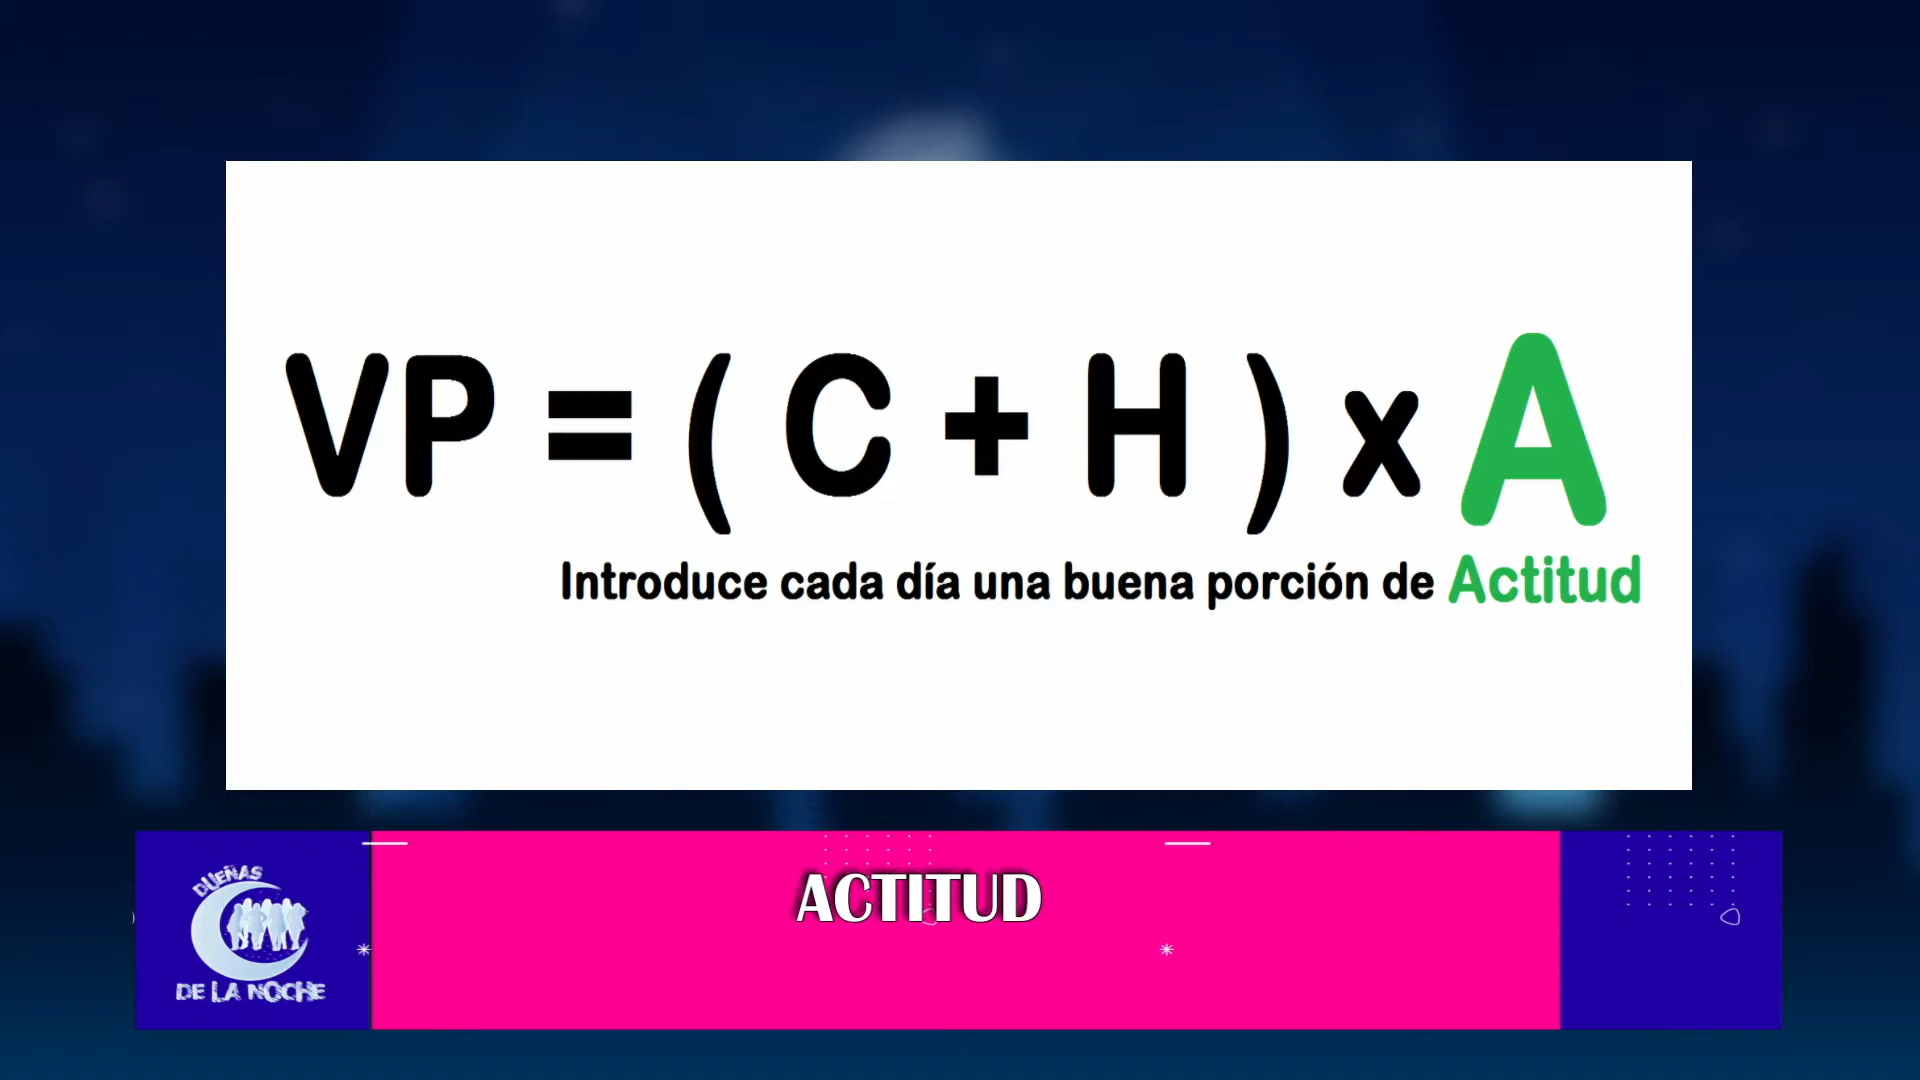 VP = ( C + H ) x A
Introduce cada día una buena porción de Actitud
ACTITUD
DUEÑAS
DE LA NOCHE